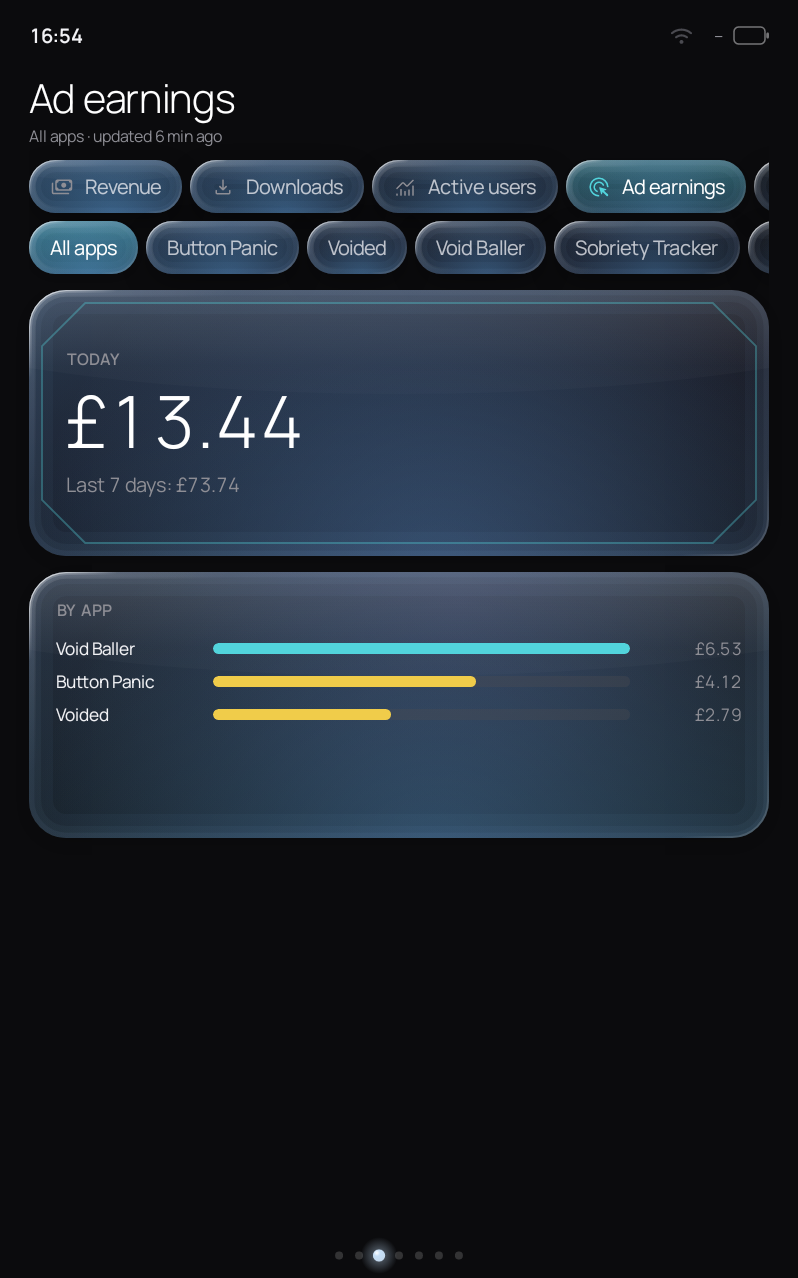 16:54
Ad earnings
All apps · updated 6 min ago
Revenue Downloads Active users Ad earnings
All apps Button Panic Voided Void Baller Sobriety Tracker
TODAY
£13.44
Last 7 days: £73.74
BY APP
Void Baller £6.53
Button Panic £4.12
Voided £2.79